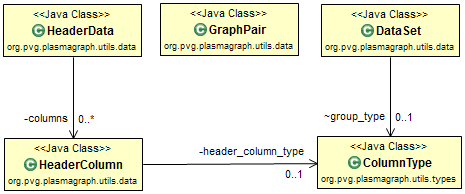 <<Java Class>>
HeaderData
org.pvg.plasmagraph.utils.data
<<Java Class>>
GraphPair
org.pvg.plasmagraph.utils.data
<<Java Class>>
DataSet
org.pvg.plasmagraph.utils.data
-columns 0..*
~group_type 0..1
<<Java Class>>
HeaderColumn
org.pvg.plasmagraph.utils.data
-header_column_type
0..1
<<Java Class>>
ColumnType
org.pvg.plasmagraph.utils.types